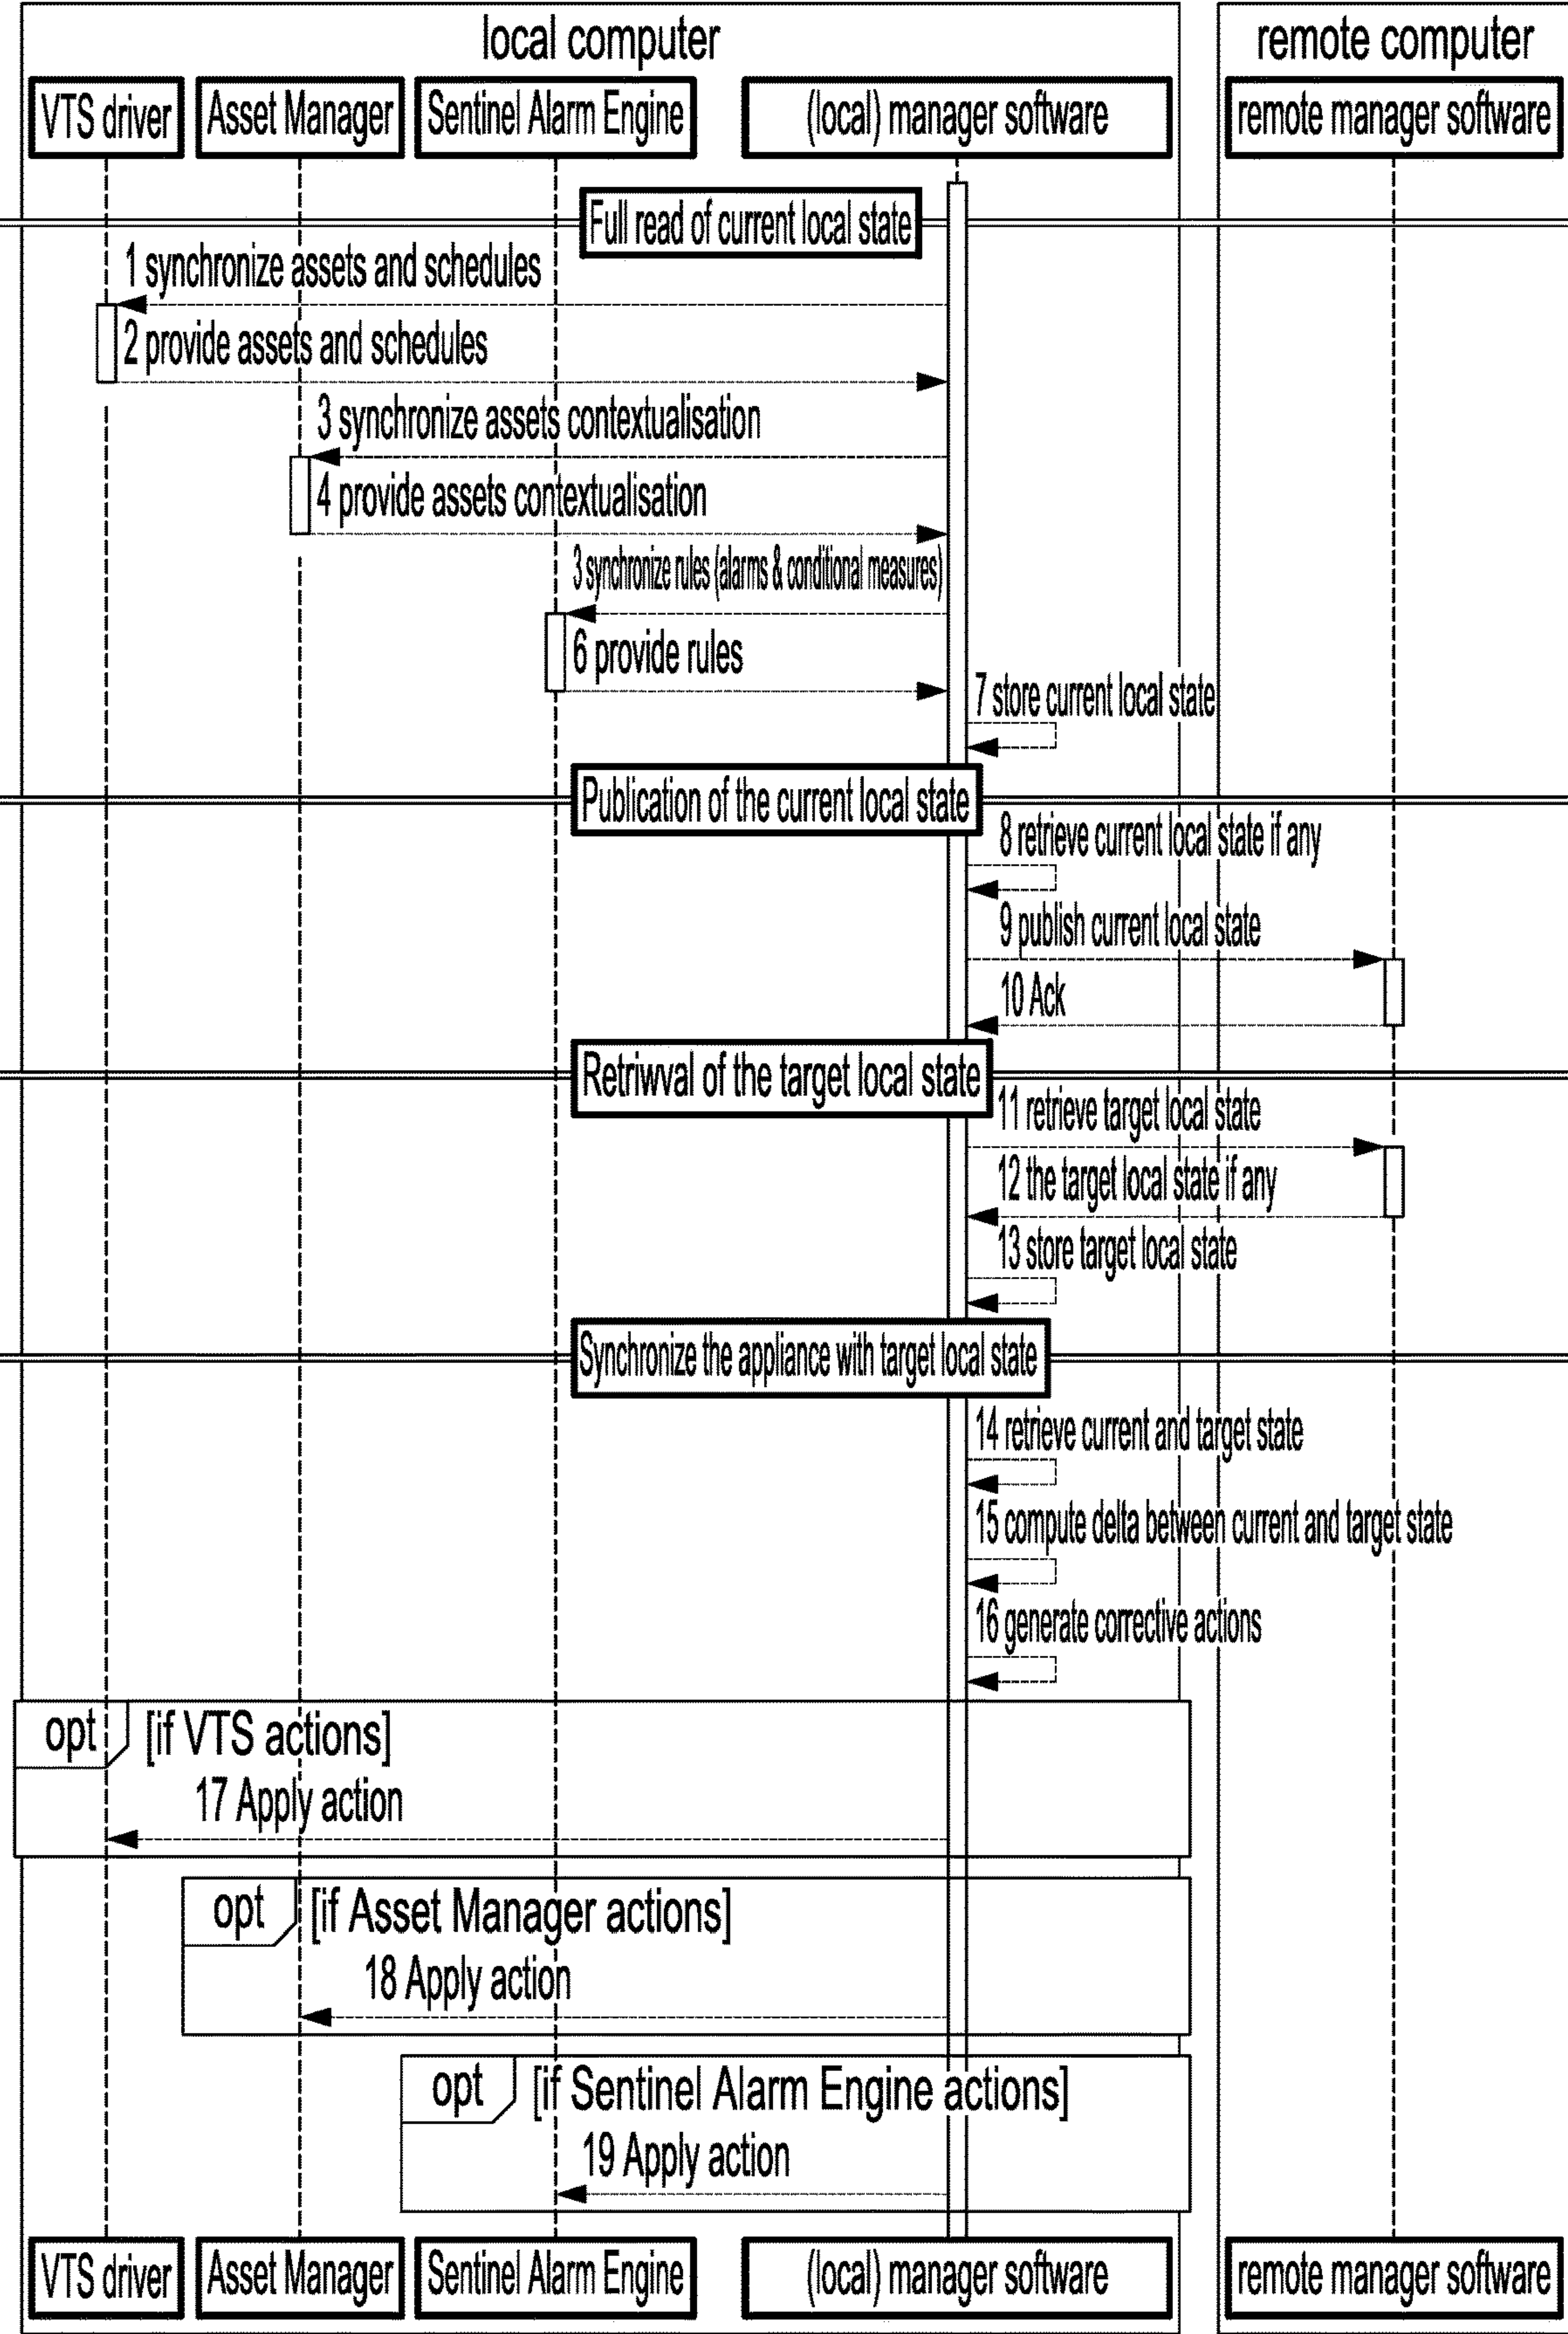 local computer
remote computer
VTS driver
Asset Manager
Sentinel Alarm Engine
(local) manager software
remote manager software
Full read of current local state
1 synchronize assets and schedules
2 provide assets and schedules
3 synchronize assets contextualisation
4 provide assets contextualisation
3 synchronize rules (alarms & conditional measures)
6 provide rules
7 store current local state
Publication of the current local state
8 retrieve current local state if any
9 publish current local state
10 Ack
Retriwval of the target local state
11 retrieve target local state
12 the target local state if any
13 store target local state
Synchronize the appliance with target local state
14 retrieve current and target state
15 compute delta between current and target state
16 generate corrective actions
opt
[if VTS actions]
17 Apply action
opt
[if Asset Manager actions]
18 Apply action
opt
[if Sentinel Alarm Engine actions]
19 Apply action
VTS driver
Asset Manager
Sentinel Alarm Engine
(local) manager software
remote manager software